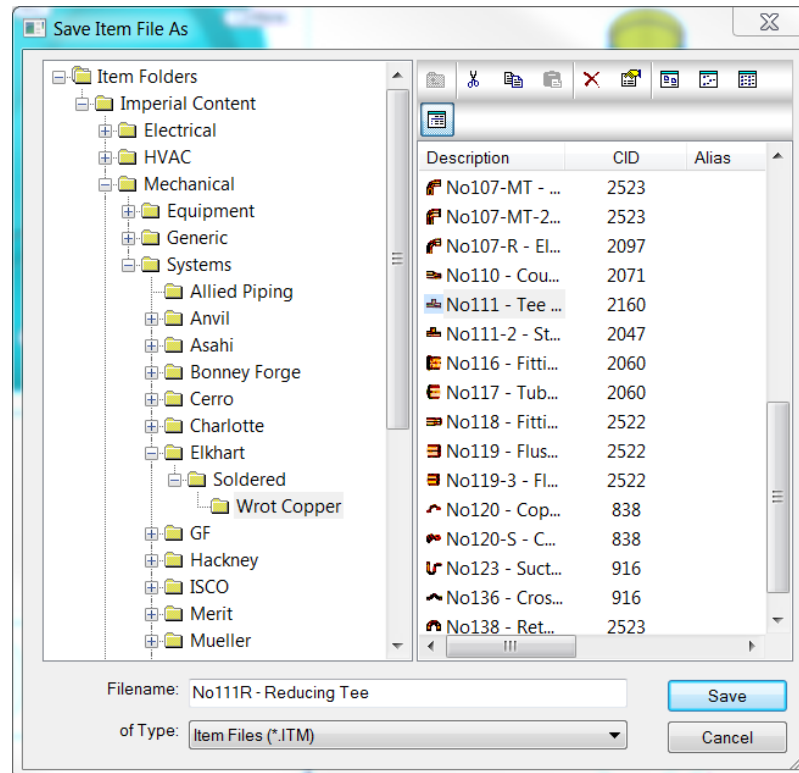 Save Item File As
Item Folders
Imperial Content
Electrical
HVAC
Mechanical
Equipment
Generic
Systems
Allied Piping
Anvil
Asahi
Bonney Forge
Cerro
Charlotte
Elkhart
Soldered
Wrot Copper
GF
Hackney
ISCO
Merit
Mueller
Description CID Alias
No107-MT - ... 2523
No107-MT-2... 2523
No107-R - El... 2097
No110 - Cou... 2071
No111 - Tee ... 2160
No111-2 - St... 2047
No116 - Fitti... 2060
No117 - Tub... 2060
No118 - Fitti... 2522
No119 - Flus... 2522
No119-3 - Fl... 2522
No120 - Cop... 838
No120-S - C... 838
No123 - Suct... 916
No136 - Cros... 916
No138 - Ret... 2523
Filename: No111R - Reducing Tee
Save
of Type: Item Files (*.ITM)
Cancel